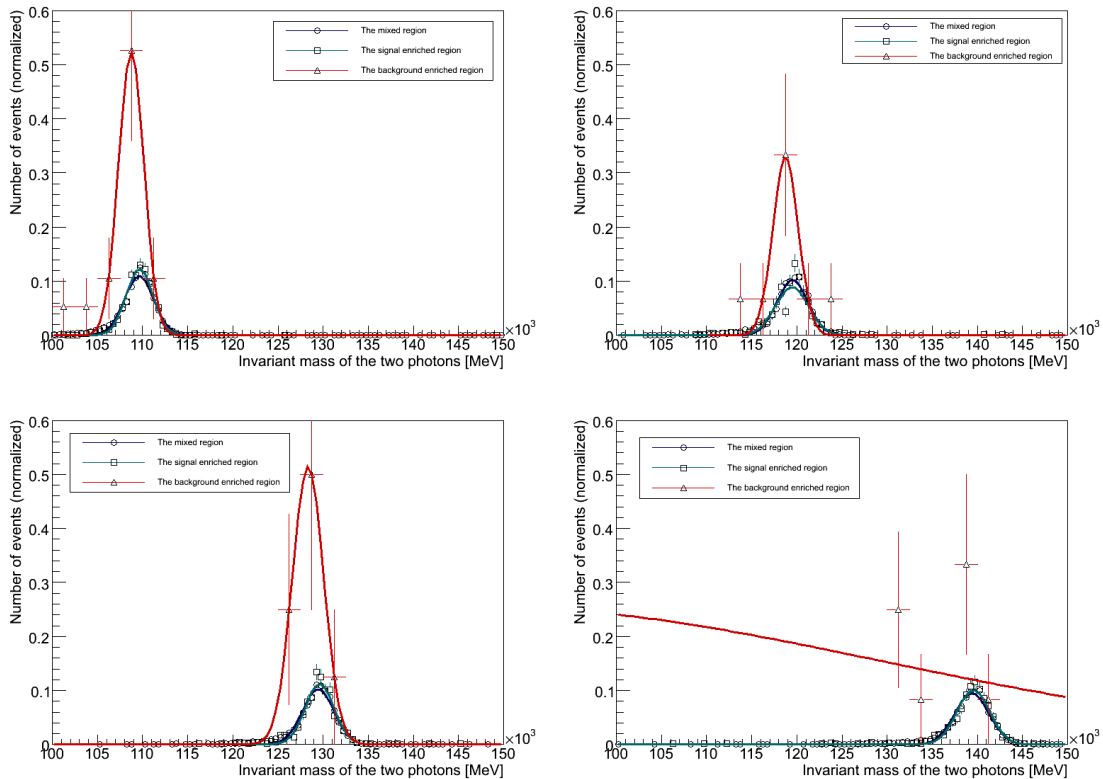 Number of events (normalized)
0.6
0.5
0.4
0.3
0.2
0.1
0
The mixed region
The signal enriched region
The background enriched region
100 105 110 115 120 125 130 135 140 145 150
×10³
Invariant mass of the two photons [MeV]
Number of events (normalized)
0.6
0.5
0.4
0.3
0.2
0.1
0
The mixed region
The signal enriched region
The background enriched region
100 105 110 115 120 125 130 135 140 145 150
×10³
Invariant mass of the two photons [MeV]
Number of events (normalized)
0.6
0.5
0.4
0.3
0.2
0.1
0
The mixed region
The signal enriched region
The background enriched region
100 105 110 115 120 125 130 135 140 145 150
×10³
Invariant mass of the two photons [MeV]
Number of events (normalized)
0.6
0.5
0.4
0.3
0.2
0.1
0
The mixed region
The signal enriched region
The background enriched region
100 105 110 115 120 125 130 135 140 145 150
×10³
Invariant mass of the two photons [MeV]